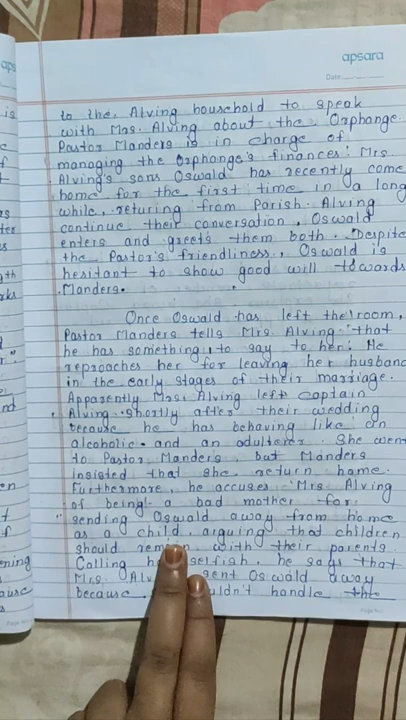 apsara
Date
to the Alving household to speak
with Mrs. Alving about the Orphange.
Pastor Manders is in charge of
managing the Orphange's finances. Mrs.
Alving's sons Oswald has recently come
home for the first time in a long
while, returing from Parish. Alving
continue their conversation, Oswald
enters and greets them both. Despite
the Pastor's friendliness, Oswald is
hesitant to show good will towards
Manders.
Once Oswald has left the room,
Pastor Manders tells Mrs. Alving that
he has something to say to her. He
reproaches her for leaving her husband
in the early stages of their marriage.
Apparently Mrs. Alving left captain
Alving shortly after their wedding
because he has behaving like an
alcoholic and an adulterer. She went
to Pastor Manders, but Manders
insisted that she return home.
Furthermore, he accuses Mrs. Alving
of being a bad mother for
sending Oswald away from home
as a child, arguing that children
should with their parents.
Calling selfish, he says that
Mrs. sent Oswald away
because handle the